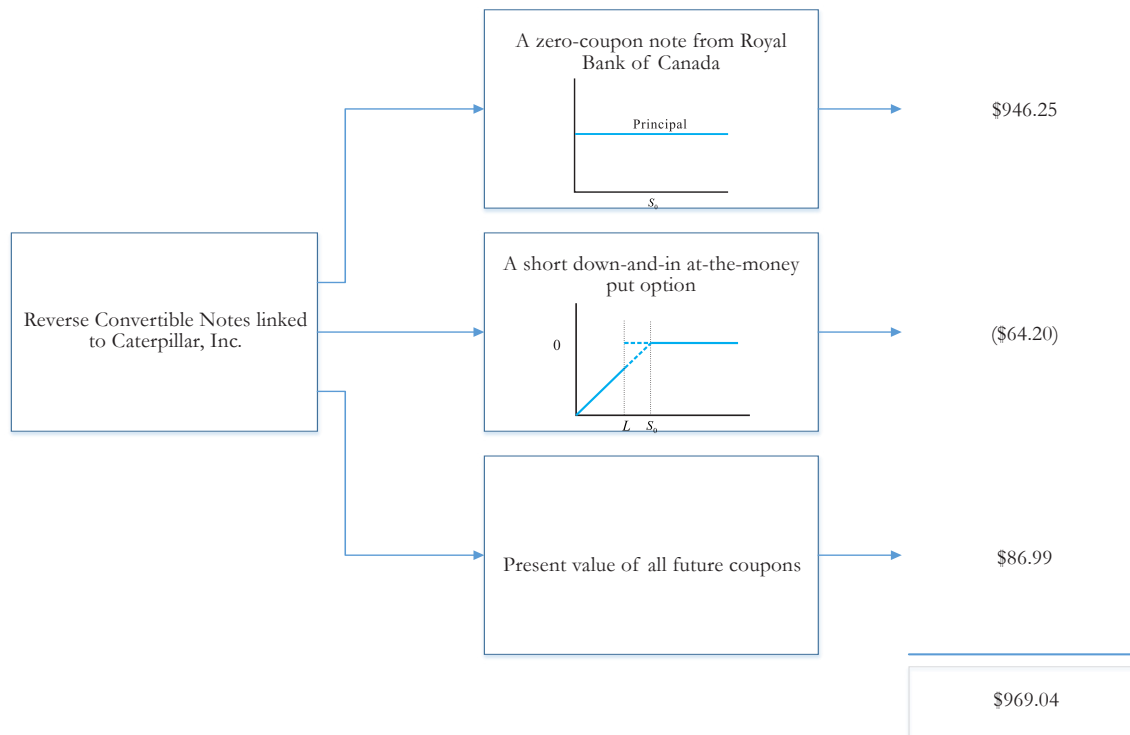 A zero-coupon note from Royal
Bank of Canada
Principal
S₀
$946.25
Reverse Convertible Notes linked
to Caterpillar, Inc.
A short down-and-in at-the-money
put option
0
L S₀
($64.20)
Present value of all future coupons
$86.99
$969.04